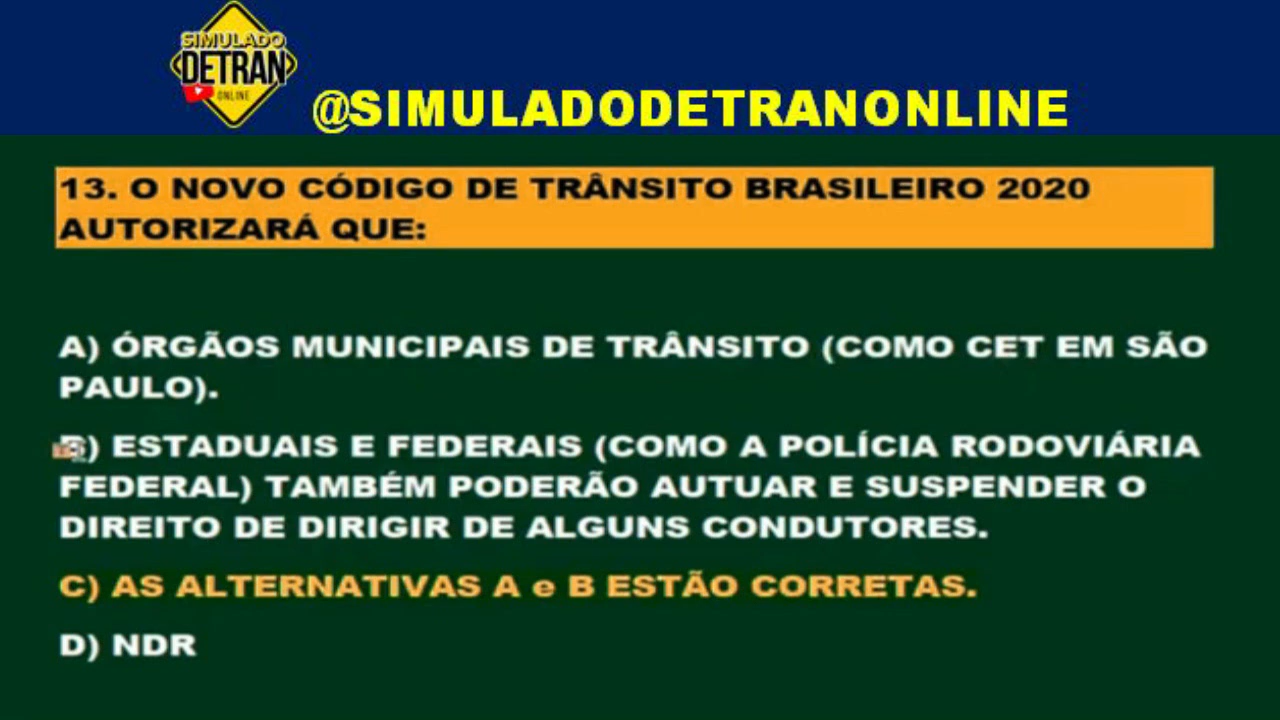 SIMULADO
DETRAN
ONLINE
@SIMULADODETRANONLINE
13. O NOVO CÓDIGO DE TRÂNSITO BRASILEIRO 2020
AUTORIZARÁ QUE:
A) ÓRGÃOS MUNICIPAIS DE TRÂNSITO (COMO CET EM SÃO
PAULO).
B) ESTADUAIS E FEDERAIS (COMO A POLÍCIA RODOVIÁRIA
FEDERAL) TAMBÉM PODERÃO AUTUAR E SUSPENDER O
DIREITO DE DIRIGIR DE ALGUNS CONDUTORES.
C) AS ALTERNATIVAS A e B ESTÃO CORRETAS.
D) NDR